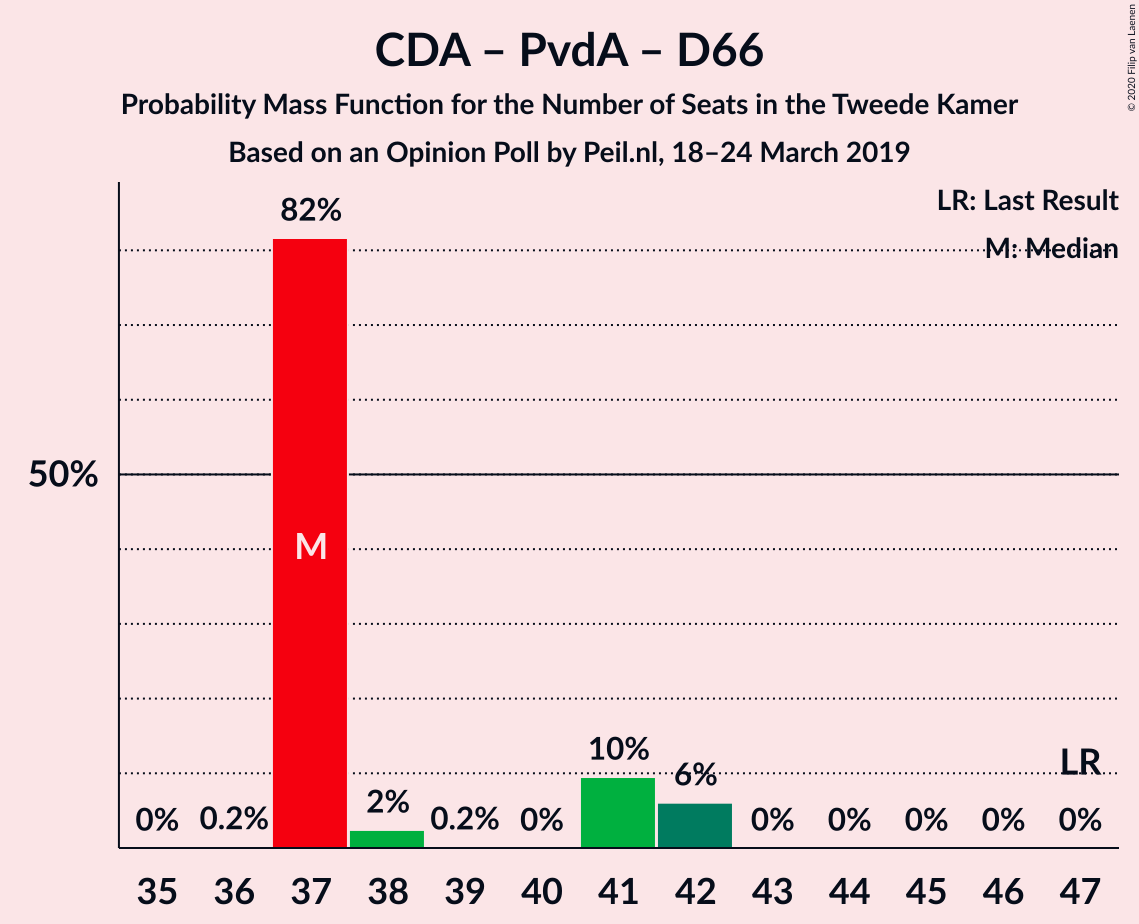 CDA – PvdA – D66
Probability Mass Function for the Number of Seats in the Tweede Kamer
Based on an Opinion Poll by Peil.nl, 18–24 March 2019
© 2020 Filip van Laenen
LR: Last Result
M: Median
82%
50%
M
10%
6%
LR
2%
0% 0.2% 0.2% 0% 0% 0% 0% 0% 0%
35 36 37 38 39 40 41 42 43 44 45 46 47